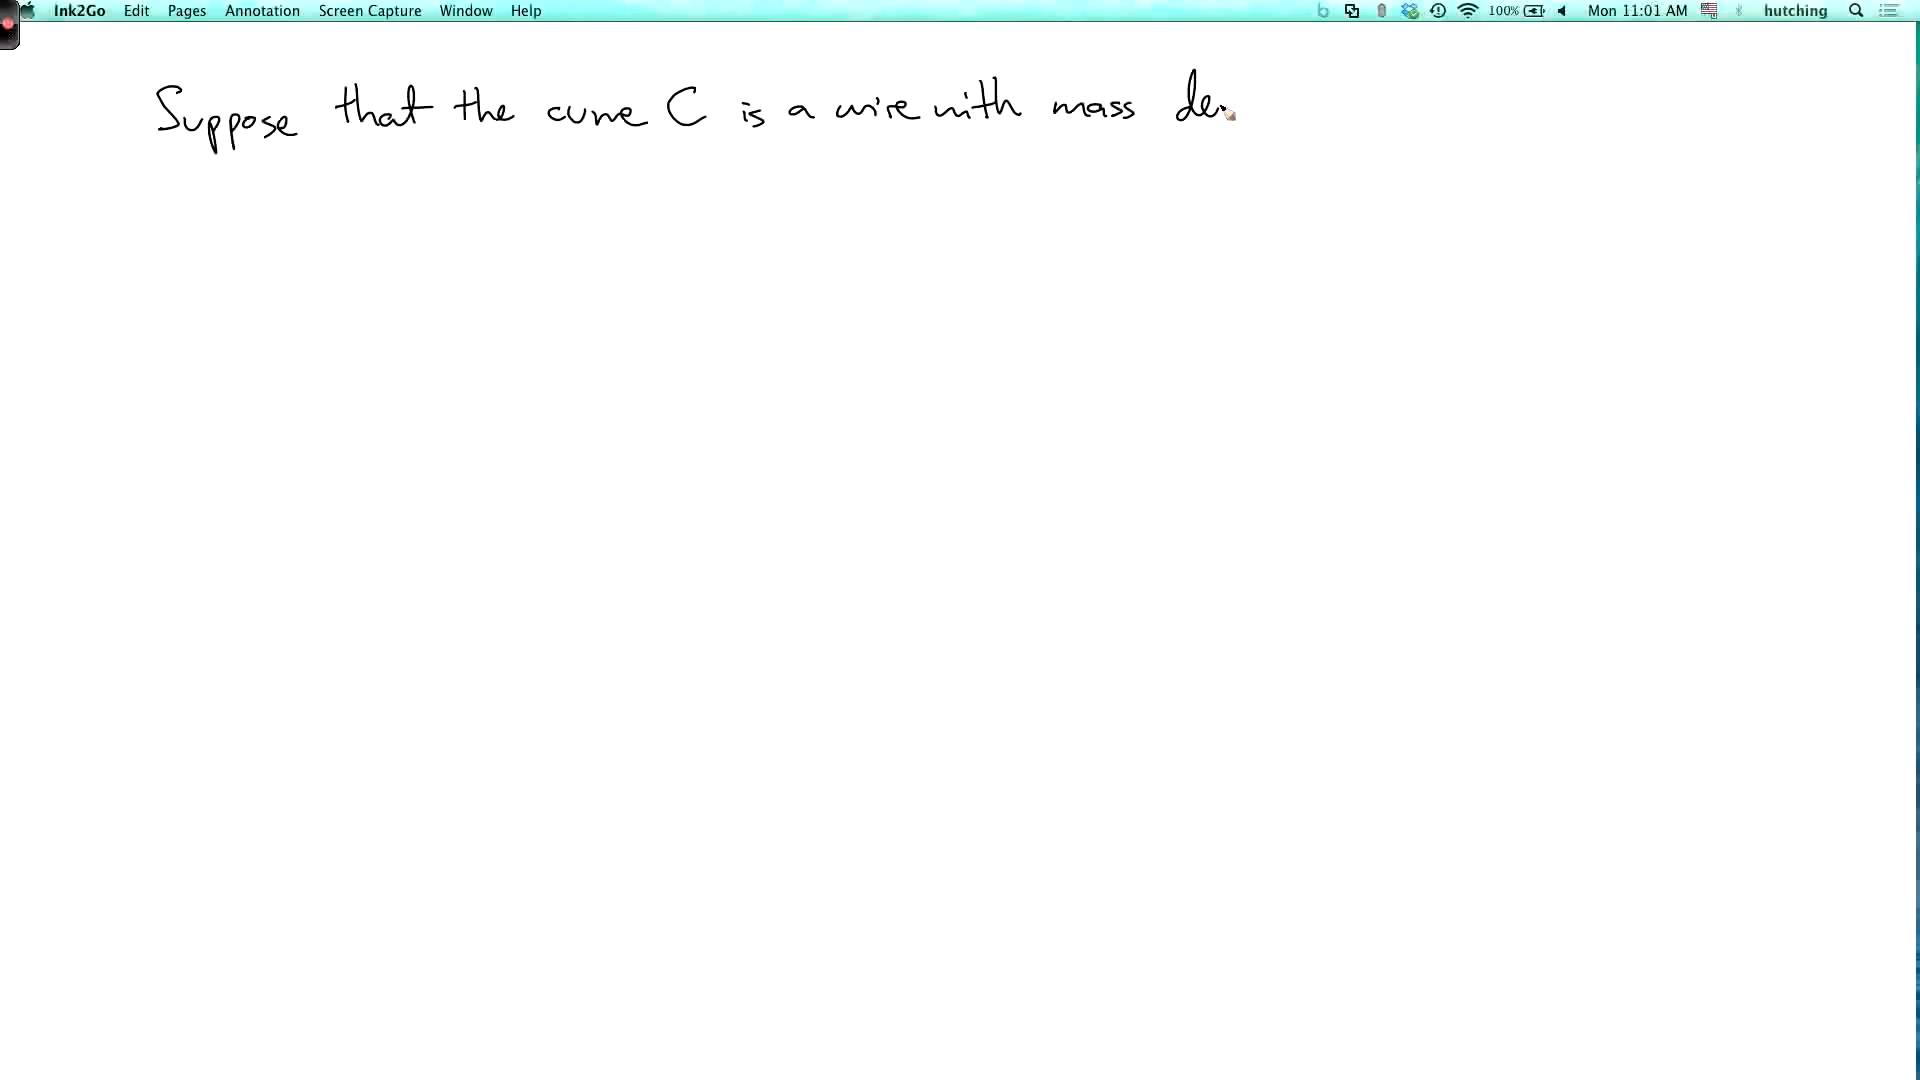 Ink2Go Edit Pages Annotation Screen Capture Window Help 100% Mon 11:01 AM hutching
Suppose that the curve C is a wire with mass de